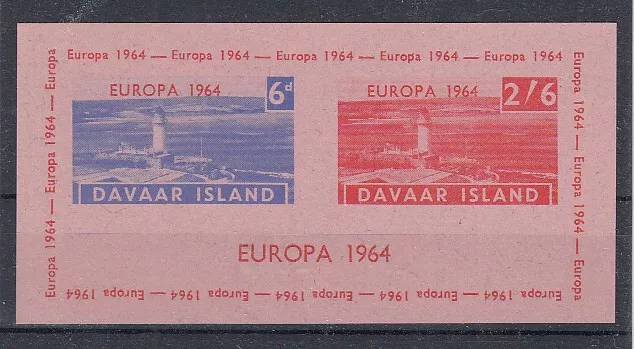 Europa 1964 — Europa 1964 — Europa 1964 — Europa 1964 — Europa 1964
Europa 1964 — Europa 1964 — Europa
Europa 1964 — Europa 1964 —
EUROPA 1964
6d
DAVAAR ISLAND
EUROPA 1964
2/6
DAVAAR ISLAND
EUROPA 1964
Europa — Europa 1964 — Europa 1964 — Europa 1964 — Europa 1964